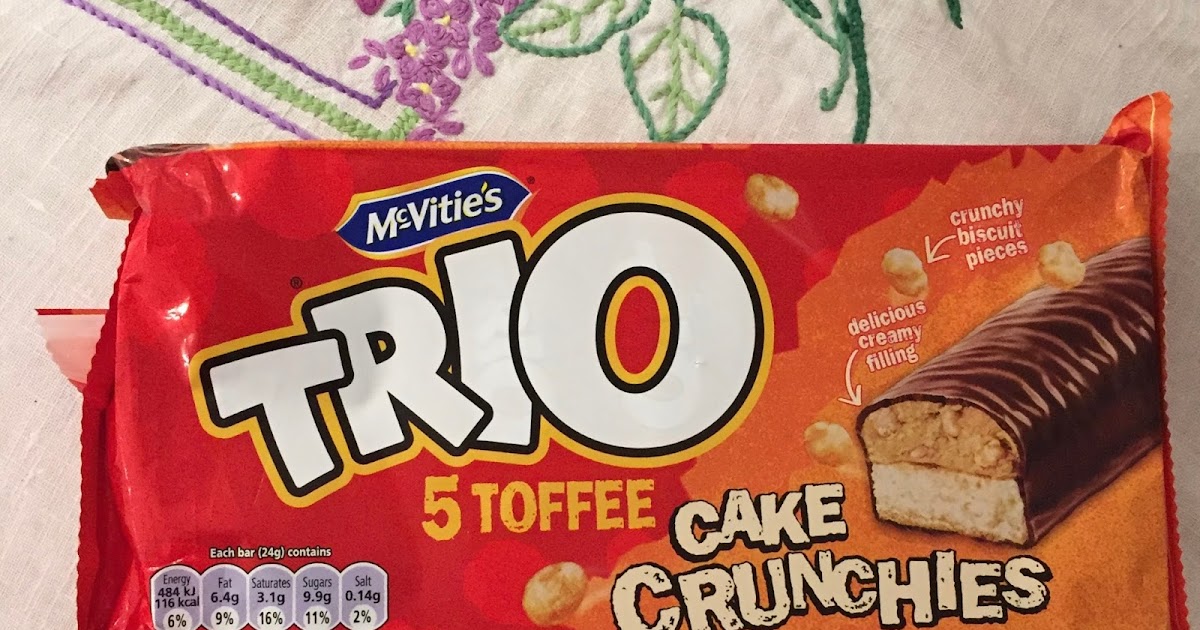 McVitie's
TRIO
®
5 TOFFEE
CAKE
CRUNCHIES
crunchy
biscuit
pieces
delicious
creamy
filling
Each bar (24g) contains
Energy
484 kJ
116 kcal
6%
Fat
6.4g
9%
Saturates
3.1g
16%
Sugars
9.9g
11%
Salt
0.14g
2%